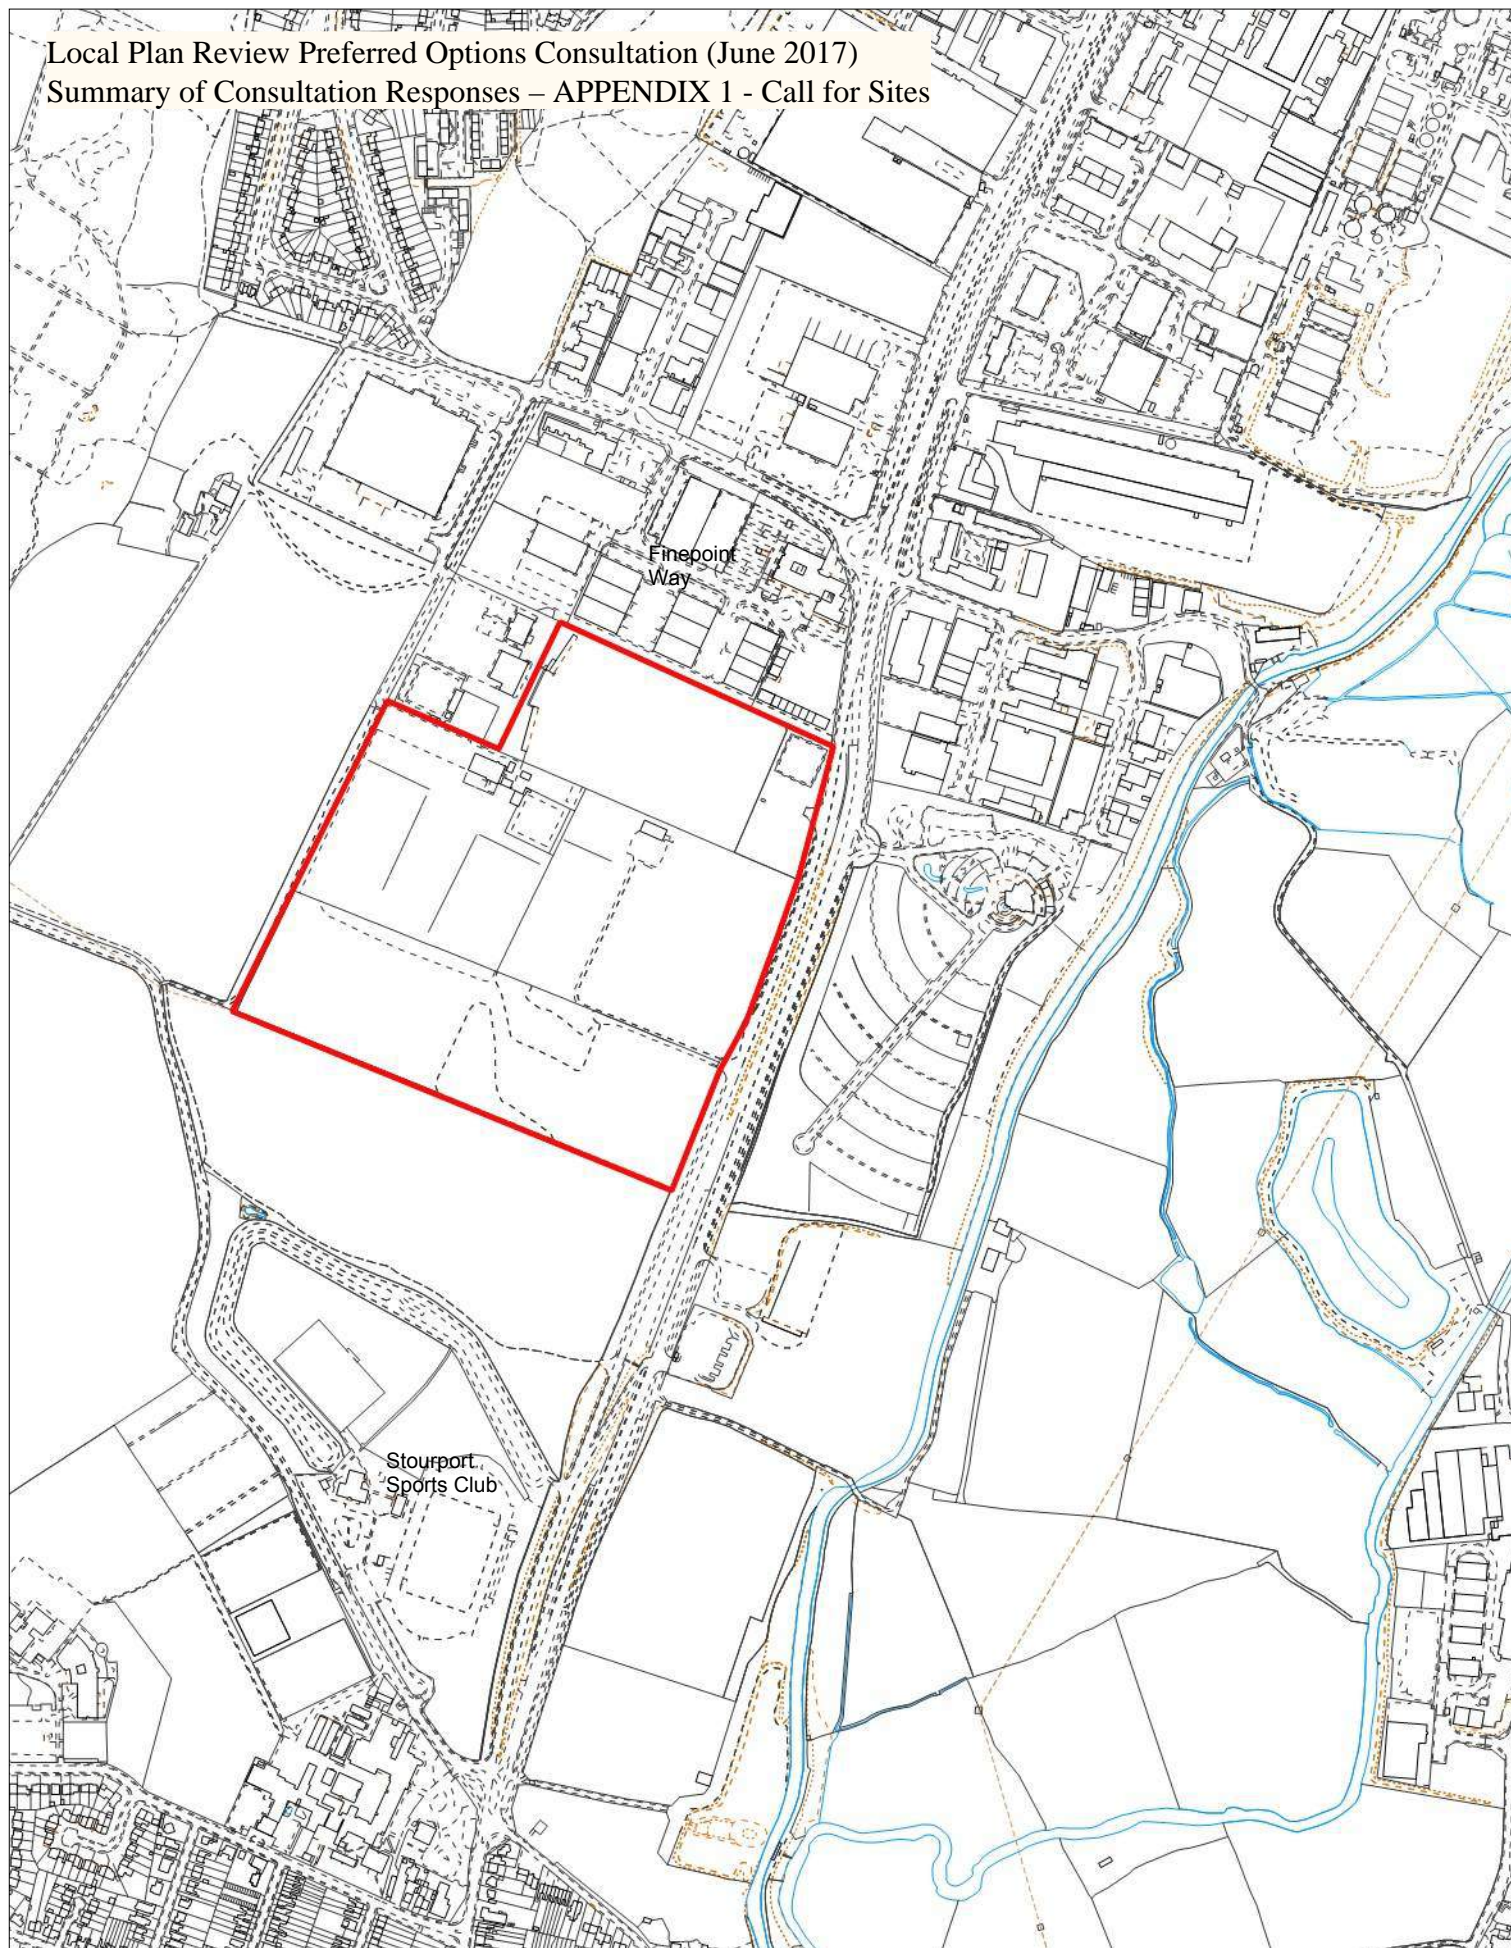 Local Plan Review Preferred Options Consultation (June 2017)
Summary of Consultation Responses – APPENDIX 1 - Call for Sites
Finepoint
Way
Stourport
Sports Club